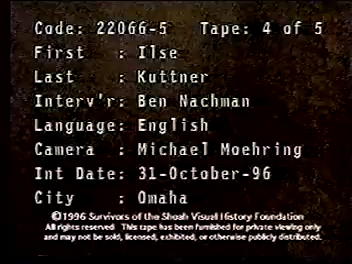 Code: 22066-5 Tape: 4 of 5
First : Ilse
Last : Kuttner
Interv'r: Ben Nachman
Language: English
Camera : Michael Moehring
Int Date: 31-October-96
City : Omaha
©1996 Survivors of the Shoah Visual History Foundation
All rights reserved This tape has been furnished for private viewing only
and may not be sold, licensed, exhibited, or otherwise publicly distributed.